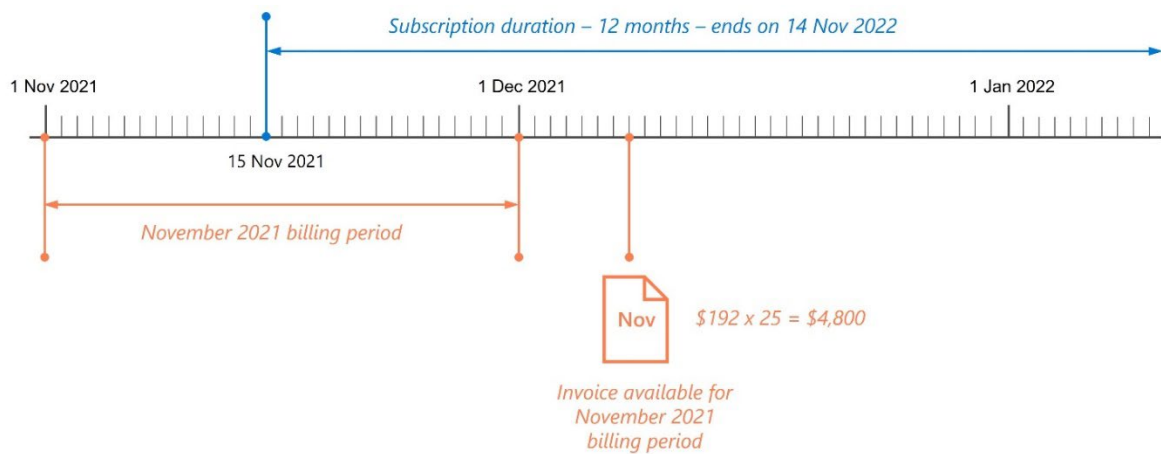 Subscription duration – 12 months – ends on 14 Nov 2022
1 Nov 2021
1 Dec 2021
1 Jan 2022
15 Nov 2021
November 2021 billing period
Nov
$192 x 25 = $4,800
Invoice available for
November 2021
billing period